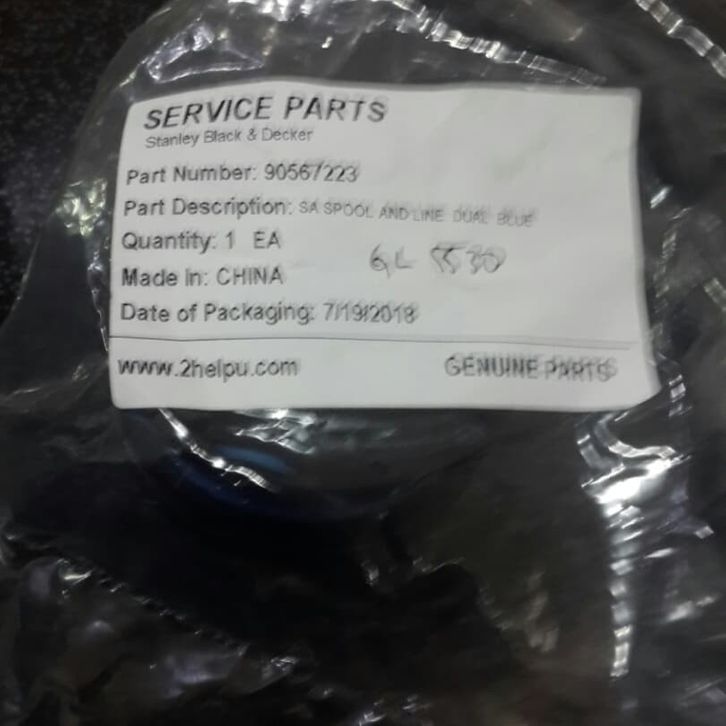 SERVICE PARTS
Stanley Black & Decker
Part Number: 90567223
Part Description: SA SPOOL AND LINE DUAL BLUE
Quantity: 1 EA
GL 5530
Made In: CHINA
Date of Packaging: 7/19/2018
www.2helpu.com
GENUINE PARTS